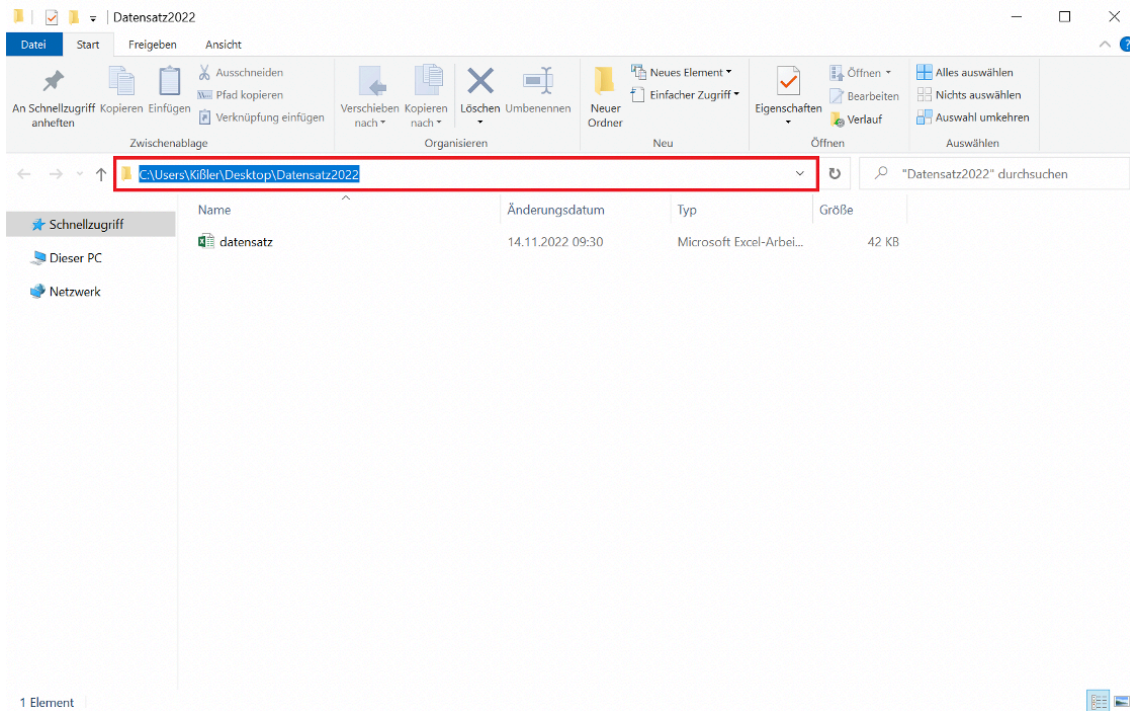 Datensatz2022
Datei Start Freigeben Ansicht
An Schnellzugriff anheften
Kopieren
Einfügen
Ausschneiden
Pfad kopieren
Verknüpfung einfügen
Zwischenablage
Verschieben nach
Kopieren nach
Löschen
Umbenennen
Organisieren
Neuer Ordner
Neues Element
Einfacher Zugriff
Neu
Eigenschaften
Öffnen
Bearbeiten
Verlauf
Öffnen
Alles auswählen
Nichts auswählen
Auswahl umkehren
Auswählen
C:\Users\Kißler\Desktop\Datensatz2022
"Datensatz2022" durchsuchen
Schnellzugriff
Dieser PC
Netzwerk
Name Änderungsdatum Typ Größe
datensatz 14.11.2022 09:30 Microsoft Excel-Arbei... 42 KB
1 Element